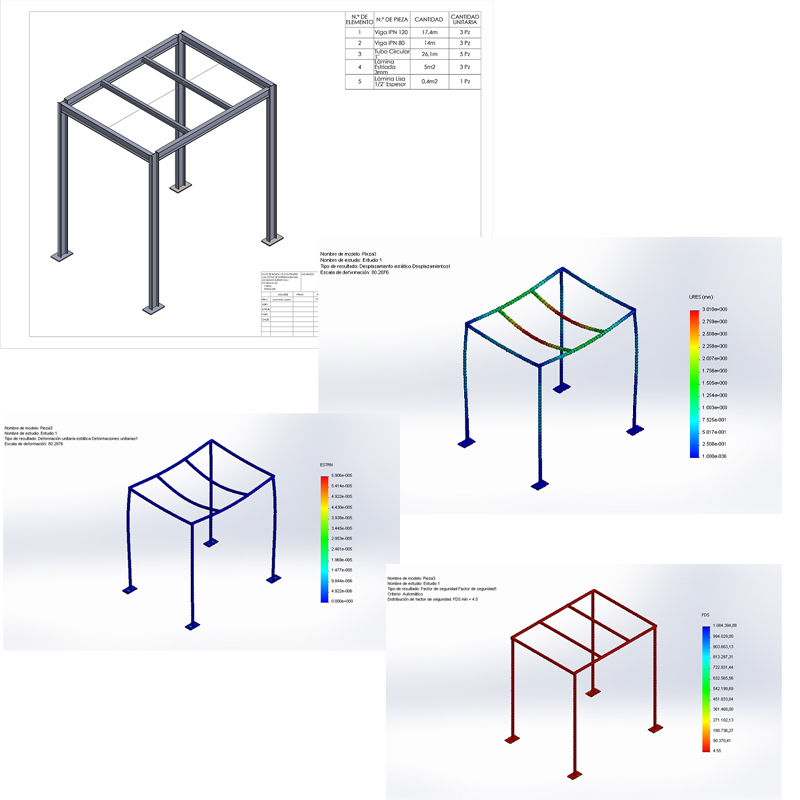 N.º DE ELEMENTO N.º DE PIEZA CANTIDAD CANTIDAD UNITARIA
1 Viga IPN 120 17,4m 3 Pz
2 Viga IPN 80 14m 3 Pz
3 Tubo Circular 1" 26,1m 5 Pz
4 Lámina Estriada 3mm 5m2 3 Pz
5 Lámina Lisa 1/2" Espesor 0,4m2 1 Pz
Nombre de modelo: Pieza3
Nombre de estudio: Estudio 1
Tipo de resultado: Desplazamiento estático Desplazamientos1
Escala de deformación: 80.2676
URES (mm)
3.010e+000
2.759e+000
2.508e+000
2.258e+000
2.007e+000
1.756e+000
1.505e+000
1.254e+000
1.003e+000
7.525e-001
5.017e-001
2.508e-001
1.000e-030
Nombre de modelo: Pieza3
Nombre de estudio: Estudio 1
Tipo de resultado: Deformación unitaria estática Deformaciones unitarias1
Escala de deformación: 80.2676
ESTRN
5.906e-005
5.414e-005
4.922e-005
4.430e-005
3.938e-005
3.445e-005
2.953e-005
2.461e-005
1.969e-005
1.477e-005
9.844e-006
4.922e-006
0.000e+000
Nombre de modelo: Pieza3
Nombre de estudio: Estudio 1
Tipo de resultado: Factor de seguridad Factor de seguridad1
Criterio: Automático
Distribución de factor de seguridad: FDS mín = 4.5
FDS
903.663,13
813.297,31
722.931,44
632.565,56
542.199,69
451.833,84
361.468,00
271.102,13
180.736,27
90.370,41
4.55